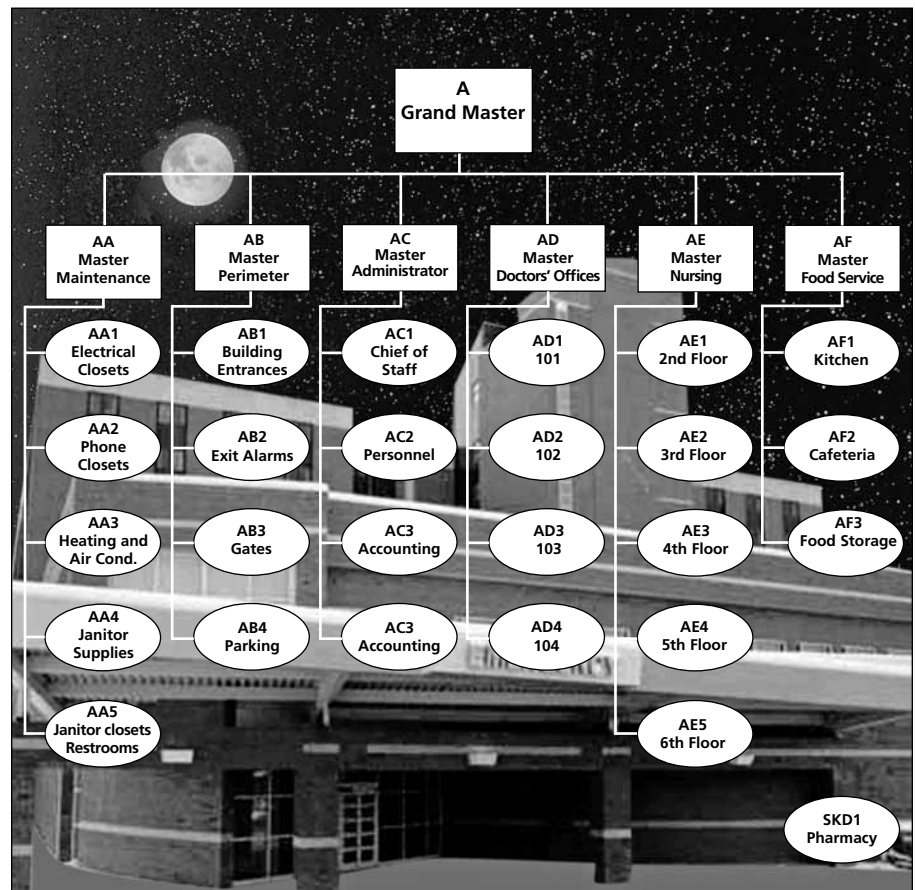 A
Grand Master
AA
Master
Maintenance
AB
Master
Perimeter
AC
Master
Administrator
AD
Master
Doctors' Offices
AE
Master
Nursing
AF
Master
Food Service
AA1
Electrical
Closets
AA2
Phone
Closets
AA3
Heating and
Air Cond.
AA4
Janitor
Supplies
AA5
Janitor closets
Restrooms
AB1
Building
Entrances
AB2
Exit Alarms
AB3
Gates
AB4
Parking
AC1
Chief of
Staff
AC2
Personnel
AC3
Accounting
AC3
Accounting
AD1
101
AD2
102
AD3
103
AD4
104
AE1
2nd Floor
AE2
3rd Floor
AE3
4th Floor
AE4
5th Floor
AE5
6th Floor
AF1
Kitchen
AF2
Cafeteria
AF3
Food Storage
SKD1
Pharmacy